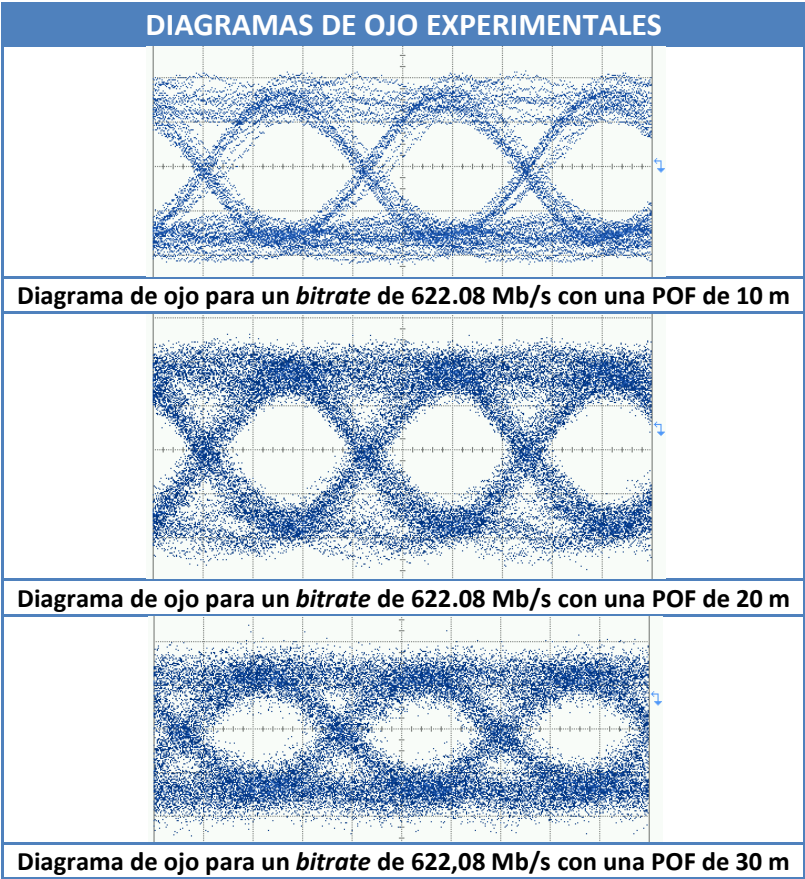 DIAGRAMAS DE OJO EXPERIMENTALES
Diagrama de ojo para un bitrate de 622.08 Mb/s con una POF de 10 m
Diagrama de ojo para un bitrate de 622.08 Mb/s con una POF de 20 m
Diagrama de ojo para un bitrate de 622,08 Mb/s con una POF de 30 m